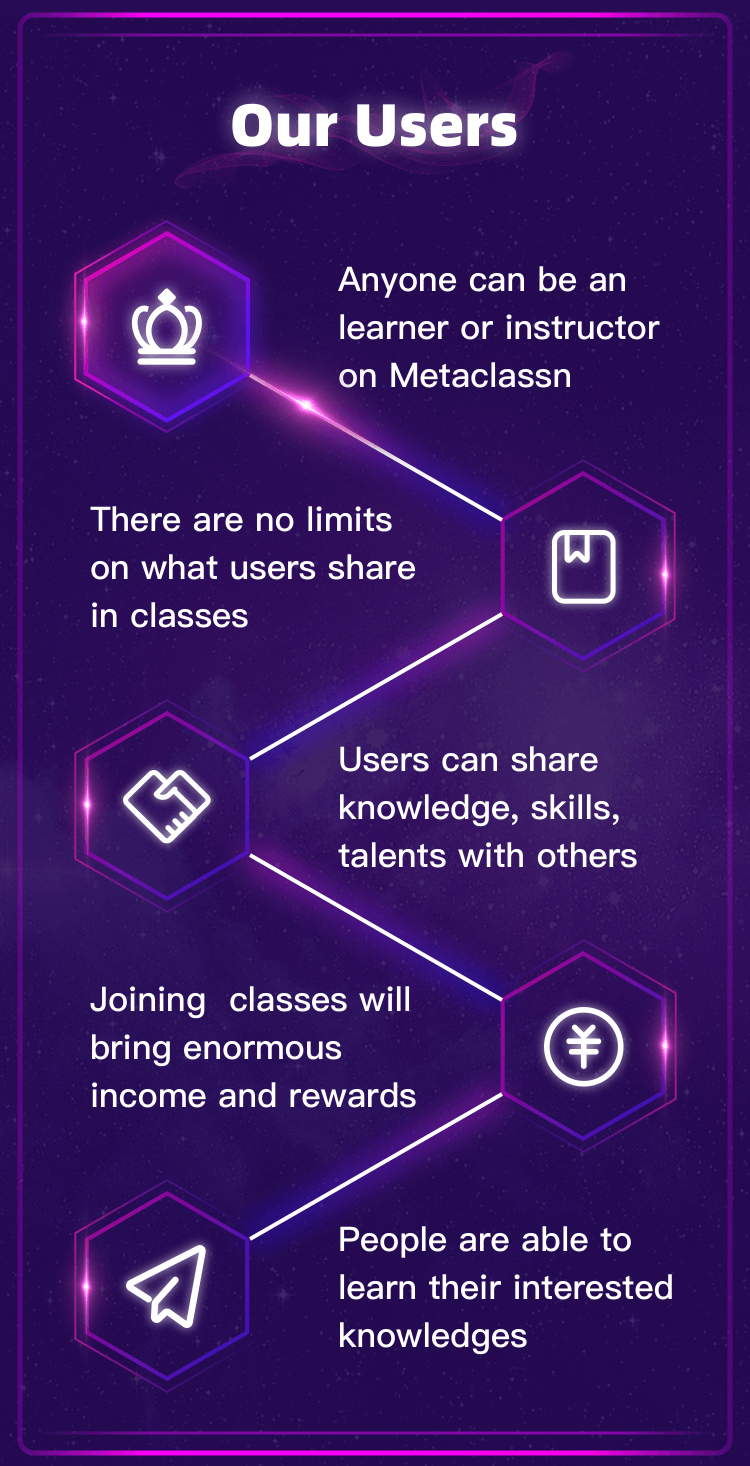 Our Users
Anyone can be an
learner or instructor
on Metaclassn
There are no limits
on what users share
in classes
Users can share
knowledge, skills,
talents with others
Joining  classes will
bring enormous
income and rewards
¥
People are able to
learn their interested
knowledges